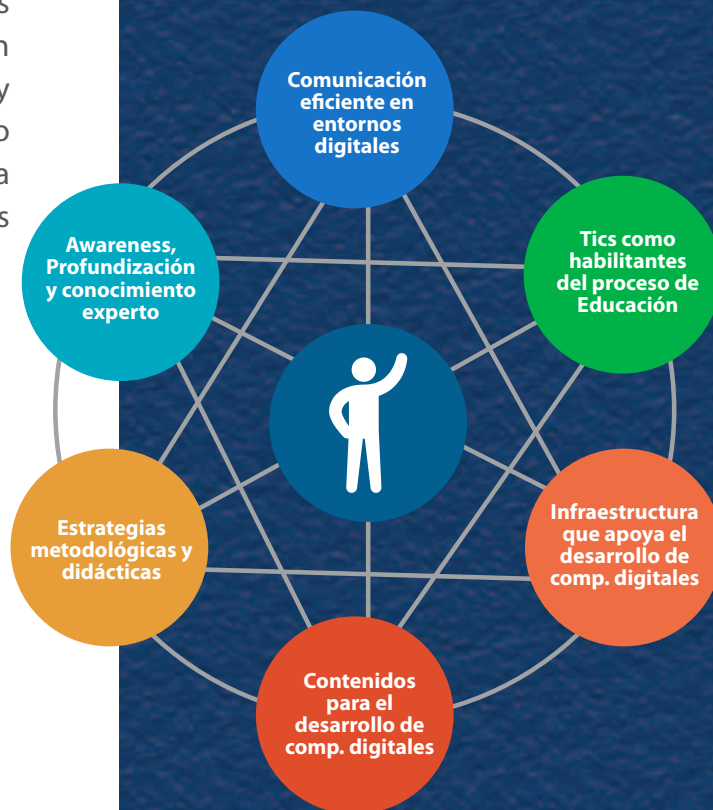 s
n
y
o
a
s
Comunicación
eficiente en
entornos
digitales
Awareness,
Profundización
y conocimiento
experto
Tics como
habilitantes
del proceso de
Educación
Estrategias
metodológicas y
didácticas
Infraestructura
que apoya el
desarrollo de
comp. digitales
Contenidos
para el
desarrollo de
comp. digitales